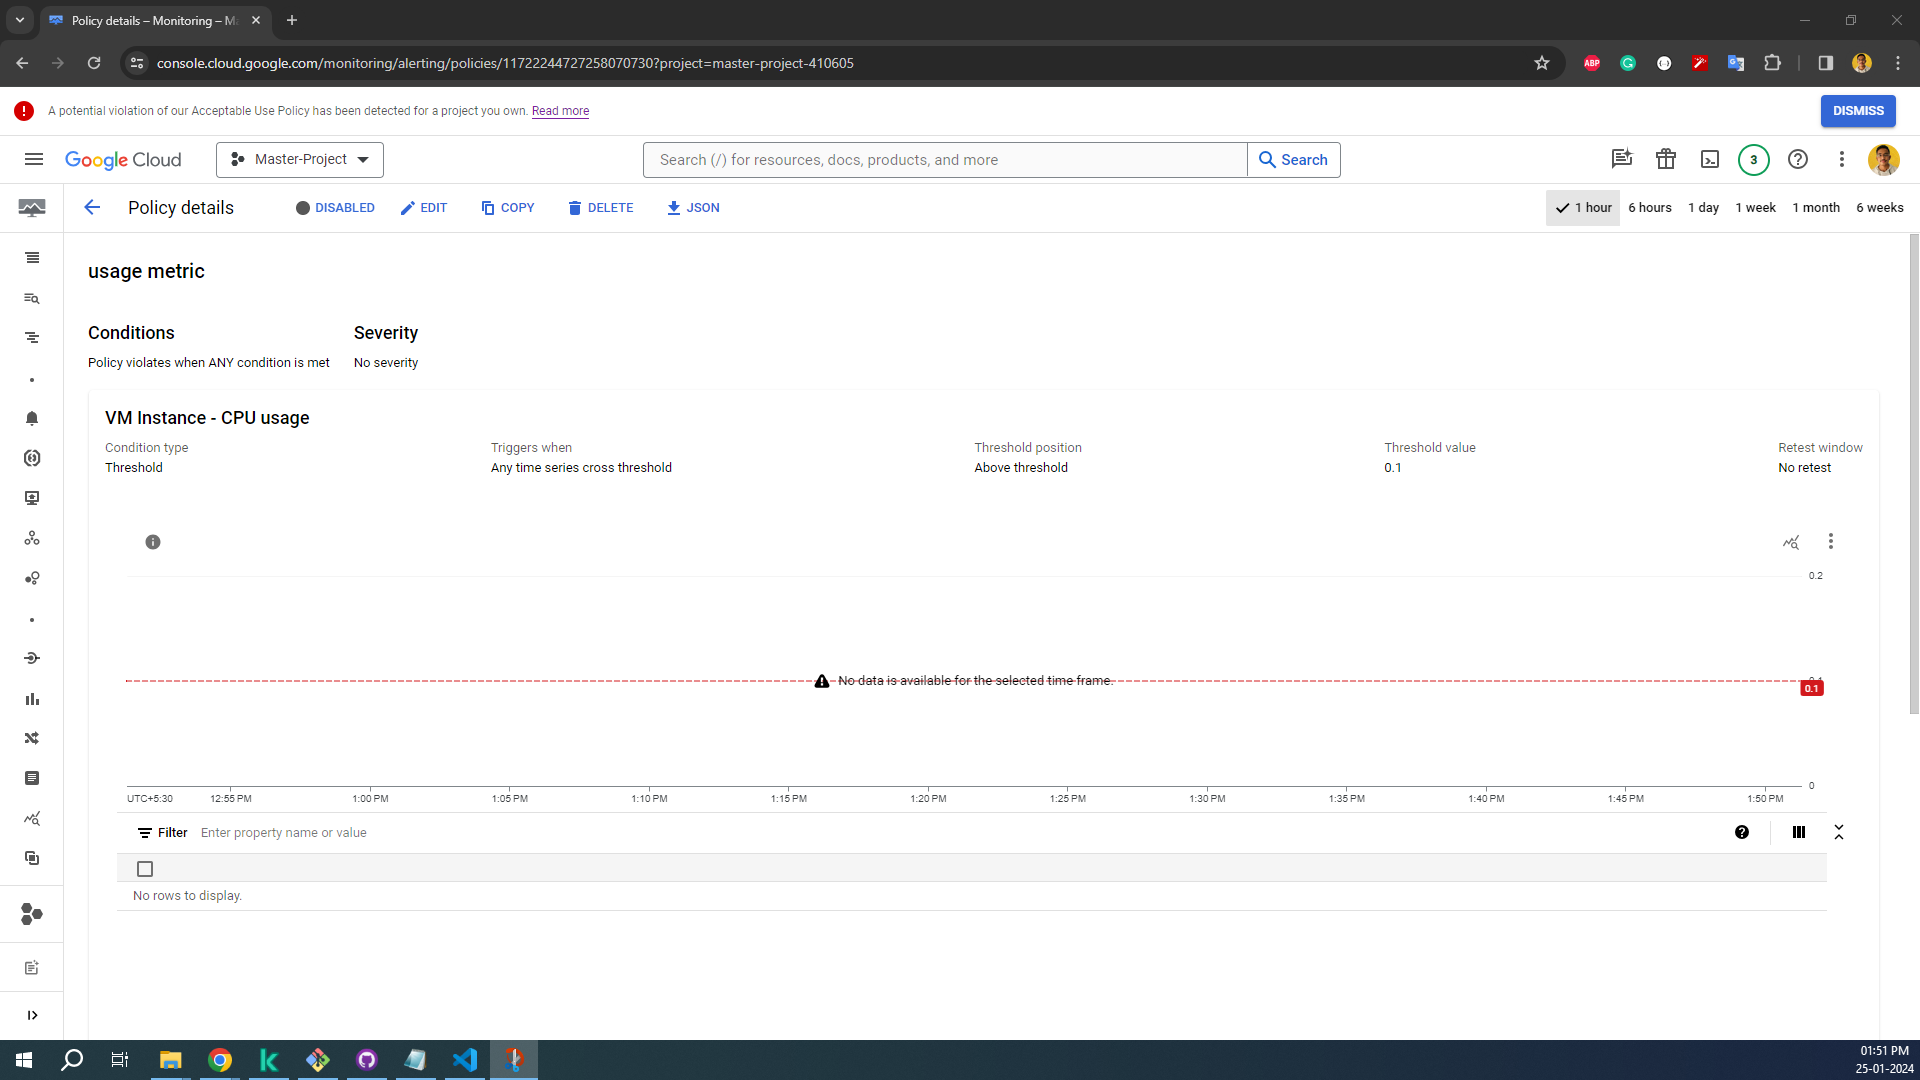 Policy details – Monitoring – Ma
console.cloud.google.com/monitoring/alerting/policies/11722244727258070730?project=master-project-410605
ABP
A potential violation of our Acceptable Use Policy has been detected for a project you own. Read more
DISMISS
Google Cloud
Master-Project
Search (/) for resources, docs, products, and more
Search
3
Policy details
DISABLED
EDIT
COPY
DELETE
JSON
1 hour
6 hours
1 day
1 week
1 month
6 weeks
usage metric
Conditions
Severity
Policy violates when ANY condition is met
No severity
VM Instance - CPU usage
Condition type
Triggers when
Threshold position
Threshold value
Retest window
Threshold
Any time series cross threshold
Above threshold
0.1
No retest
0.2
No data is available for the selected time frame.
0.1
0
UTC+5:30
12:55 PM
1:00 PM
1:05 PM
1:10 PM
1:15 PM
1:20 PM
1:25 PM
1:30 PM
1:35 PM
1:40 PM
1:45 PM
1:50 PM
Filter
Enter property name or value
No rows to display.
01:51 PM
25-01-2024